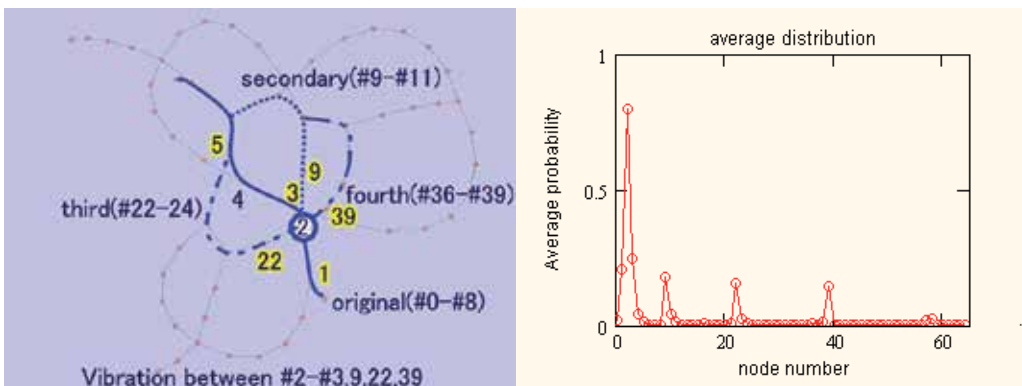 secondary(#9-#11)
5
9
4
3
fourth(#36-#39)
third(#22-24)
39
2
22
1
original(#0-#8)
Vibration between #2-#3,9,22,39
average distribution
1
Average probability
0.5
0
0
20
40
60
node number